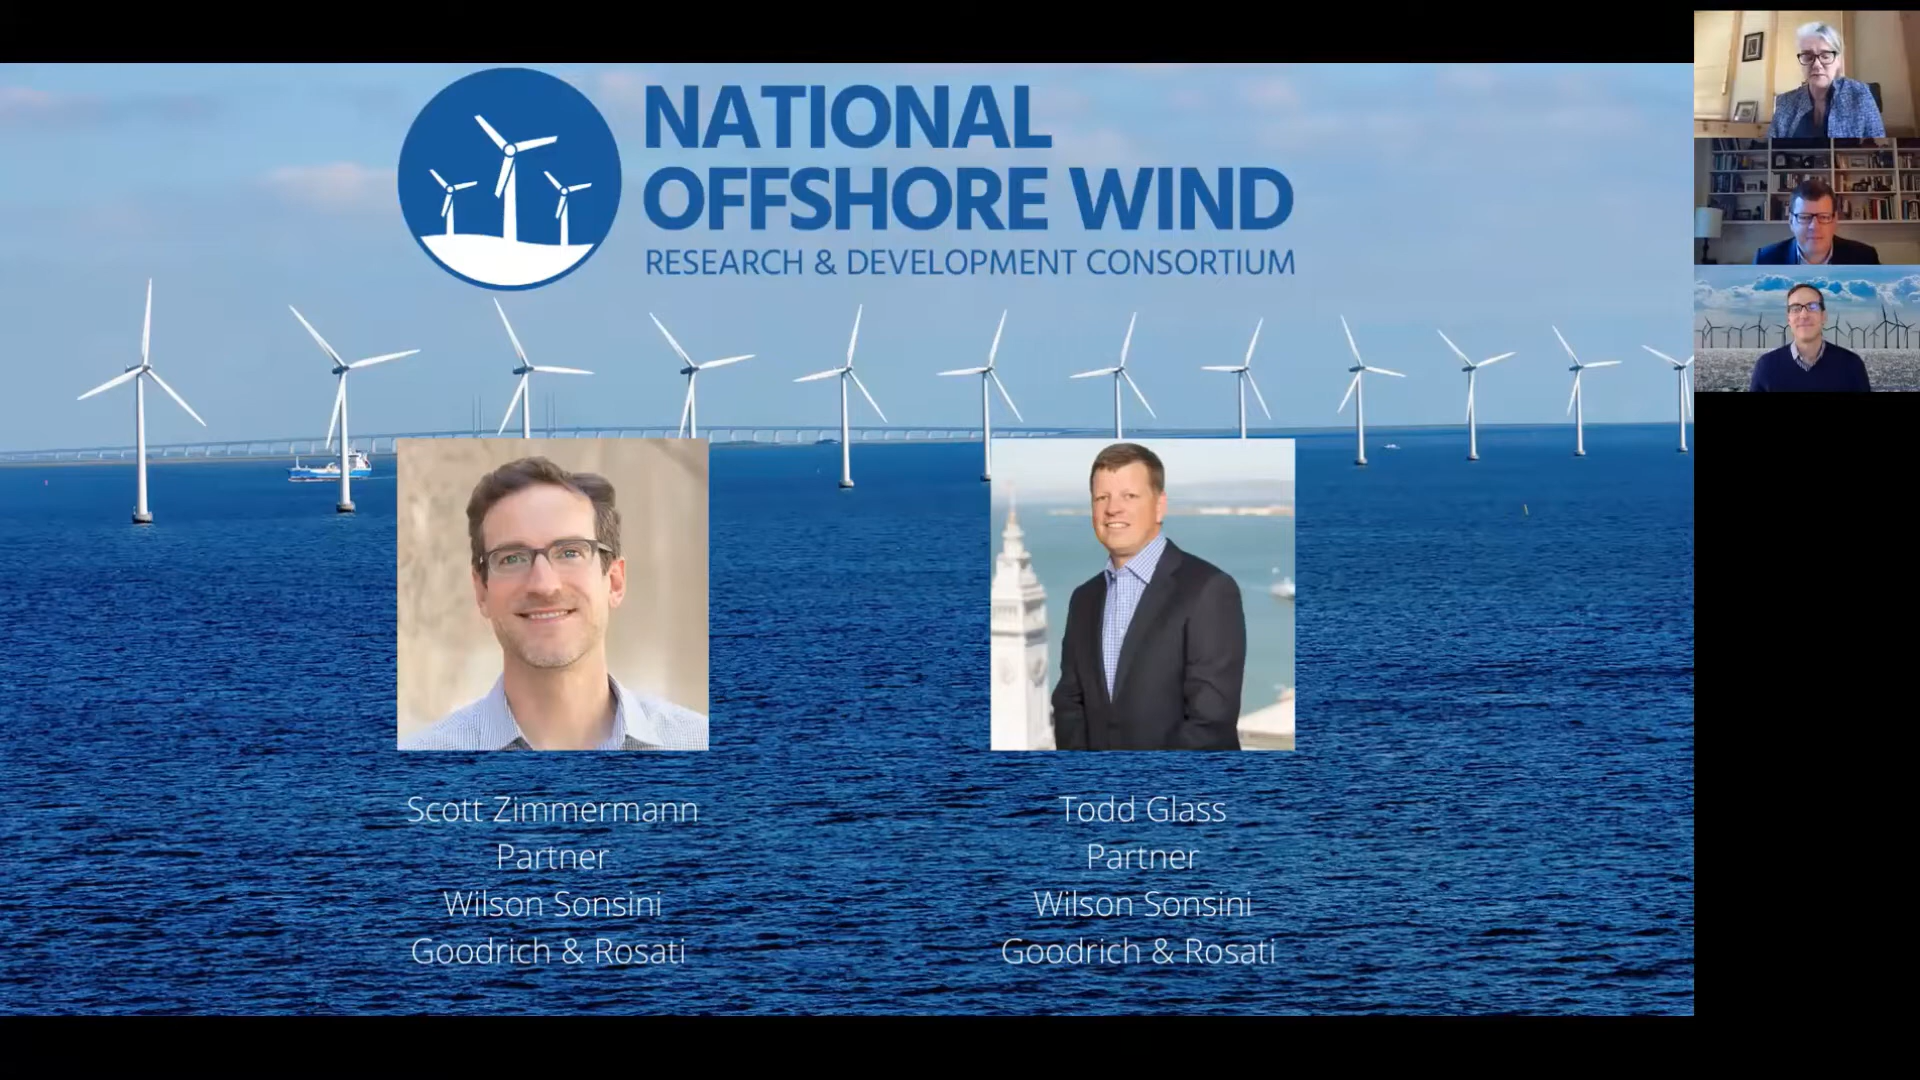 NATIONAL
OFFSHORE WIND
RESEARCH & DEVELOPMENT CONSORTIUM
Scott Zimmermann
Partner
Wilson Sonsini
Goodrich & Rosati
Todd Glass
Partner
Wilson Sonsini
Goodrich & Rosati